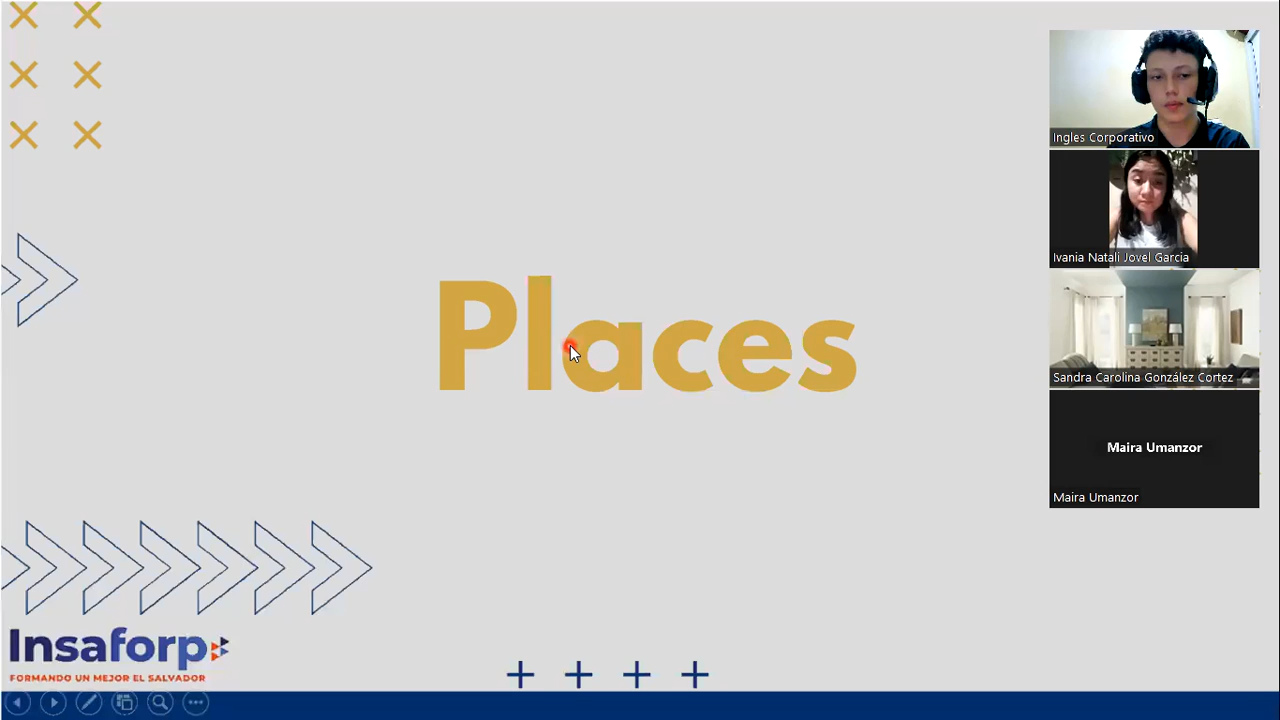 Places
Insaforp
FORMANDO UN MEJOR EL SALVADOR
Ingles Corporativo
Ivania Natali Jovel Garcia
Sandra Carolina González Cortez
Maira Umanzor
Maira Umanzor